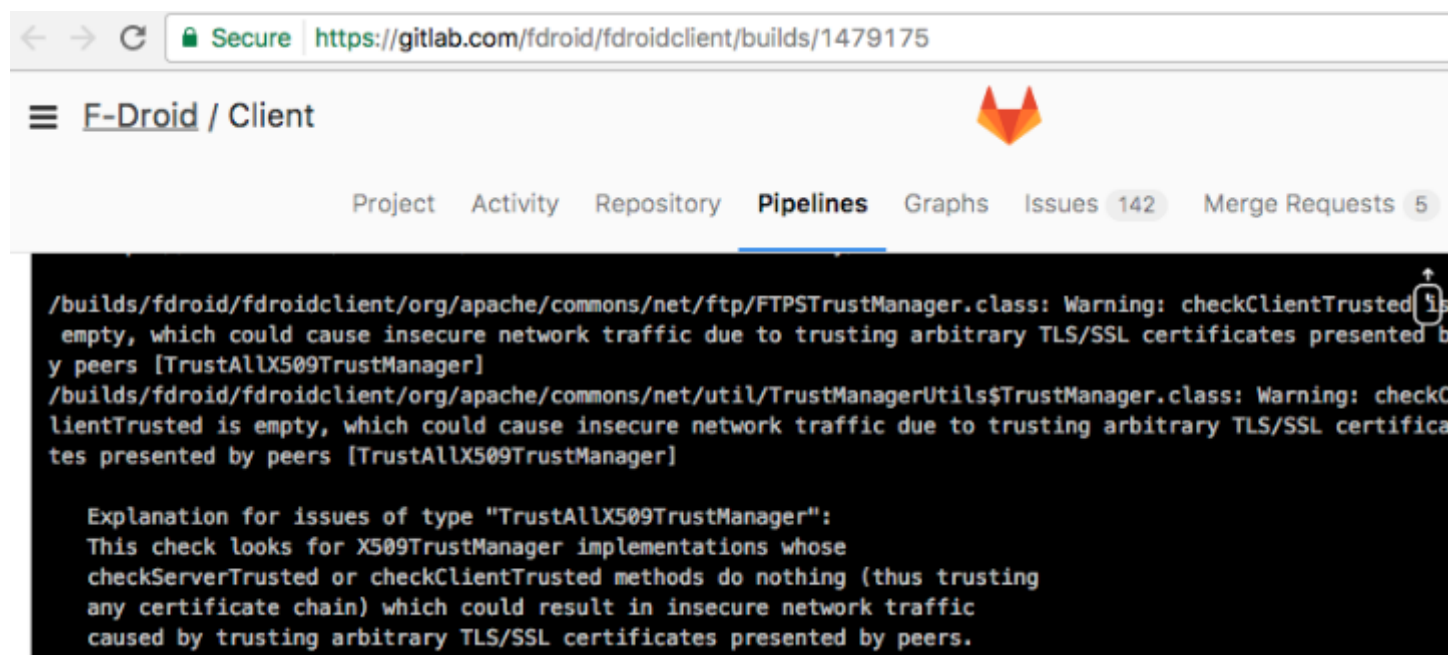 Secure https://gitlab.com/fdroid/fdroidclient/builds/1479175
F-Droid / Client
Project Activity Repository Pipelines Graphs Issues 142 Merge Requests 5
/builds/fdroid/fdroidclient/org/apache/commons/net/ftp/FTPSTrustManager.class: Warning: checkClientTrusted is
empty, which could cause insecure network traffic due to trusting arbitrary TLS/SSL certificates presented b
y peers [TrustAllX509TrustManager]
/builds/fdroid/fdroidclient/org/apache/commons/net/util/TrustManagerUtils$TrustManager.class: Warning: checkC
lientTrusted is empty, which could cause insecure network traffic due to trusting arbitrary TLS/SSL certifica
tes presented by peers [TrustAllX509TrustManager]
Explanation for issues of type "TrustAllX509TrustManager":
This check looks for X509TrustManager implementations whose
checkServerTrusted or checkClientTrusted methods do nothing (thus trusting
any certificate chain) which could result in insecure network traffic
caused by trusting arbitrary TLS/SSL certificates presented by peers.